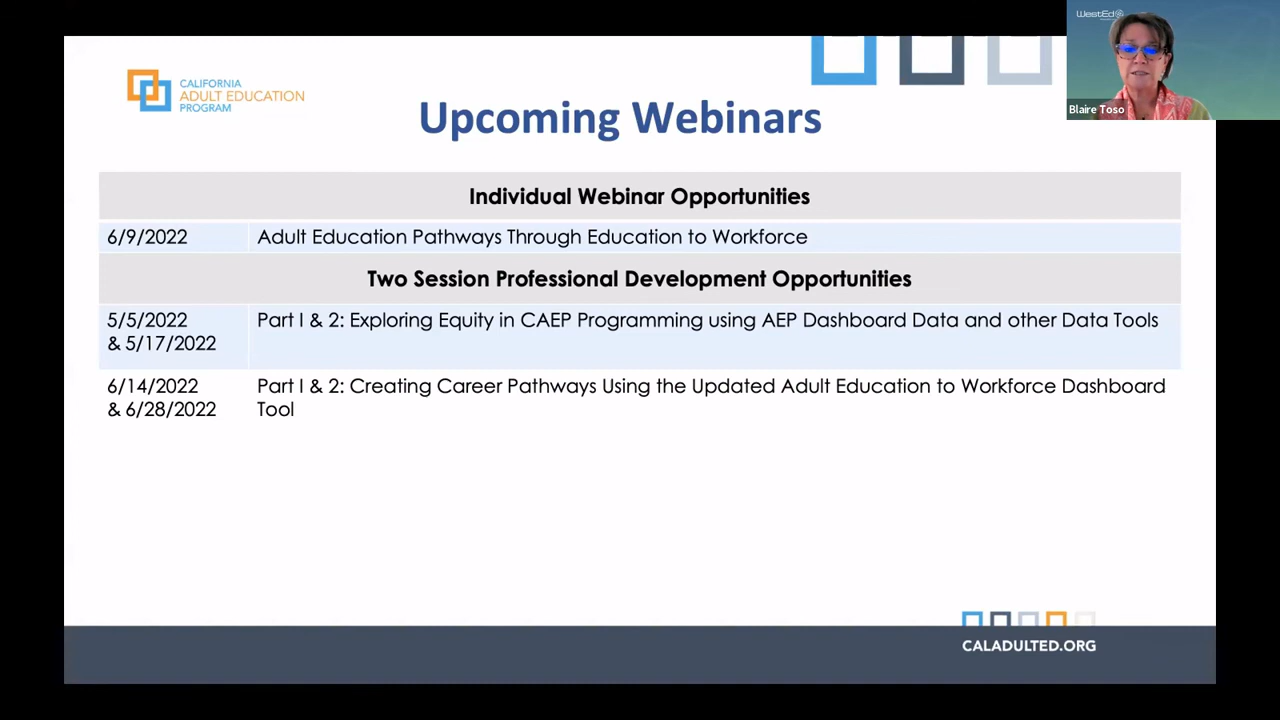 WestEd
Blaire Toso
CALIFORNIA
ADULT EDUCATION
PROGRAM
Upcoming Webinars
Individual Webinar Opportunities
6/9/2022 Adult Education Pathways Through Education to Workforce
Two Session Professional Development Opportunities
5/5/2022 Part I & 2: Exploring Equity in CAEP Programming using AEP Dashboard Data and other Data Tools
& 5/17/2022
6/14/2022 Part I & 2: Creating Career Pathways Using the Updated Adult Education to Workforce Dashboard
& 6/28/2022 Tool
CALADULTED.ORG